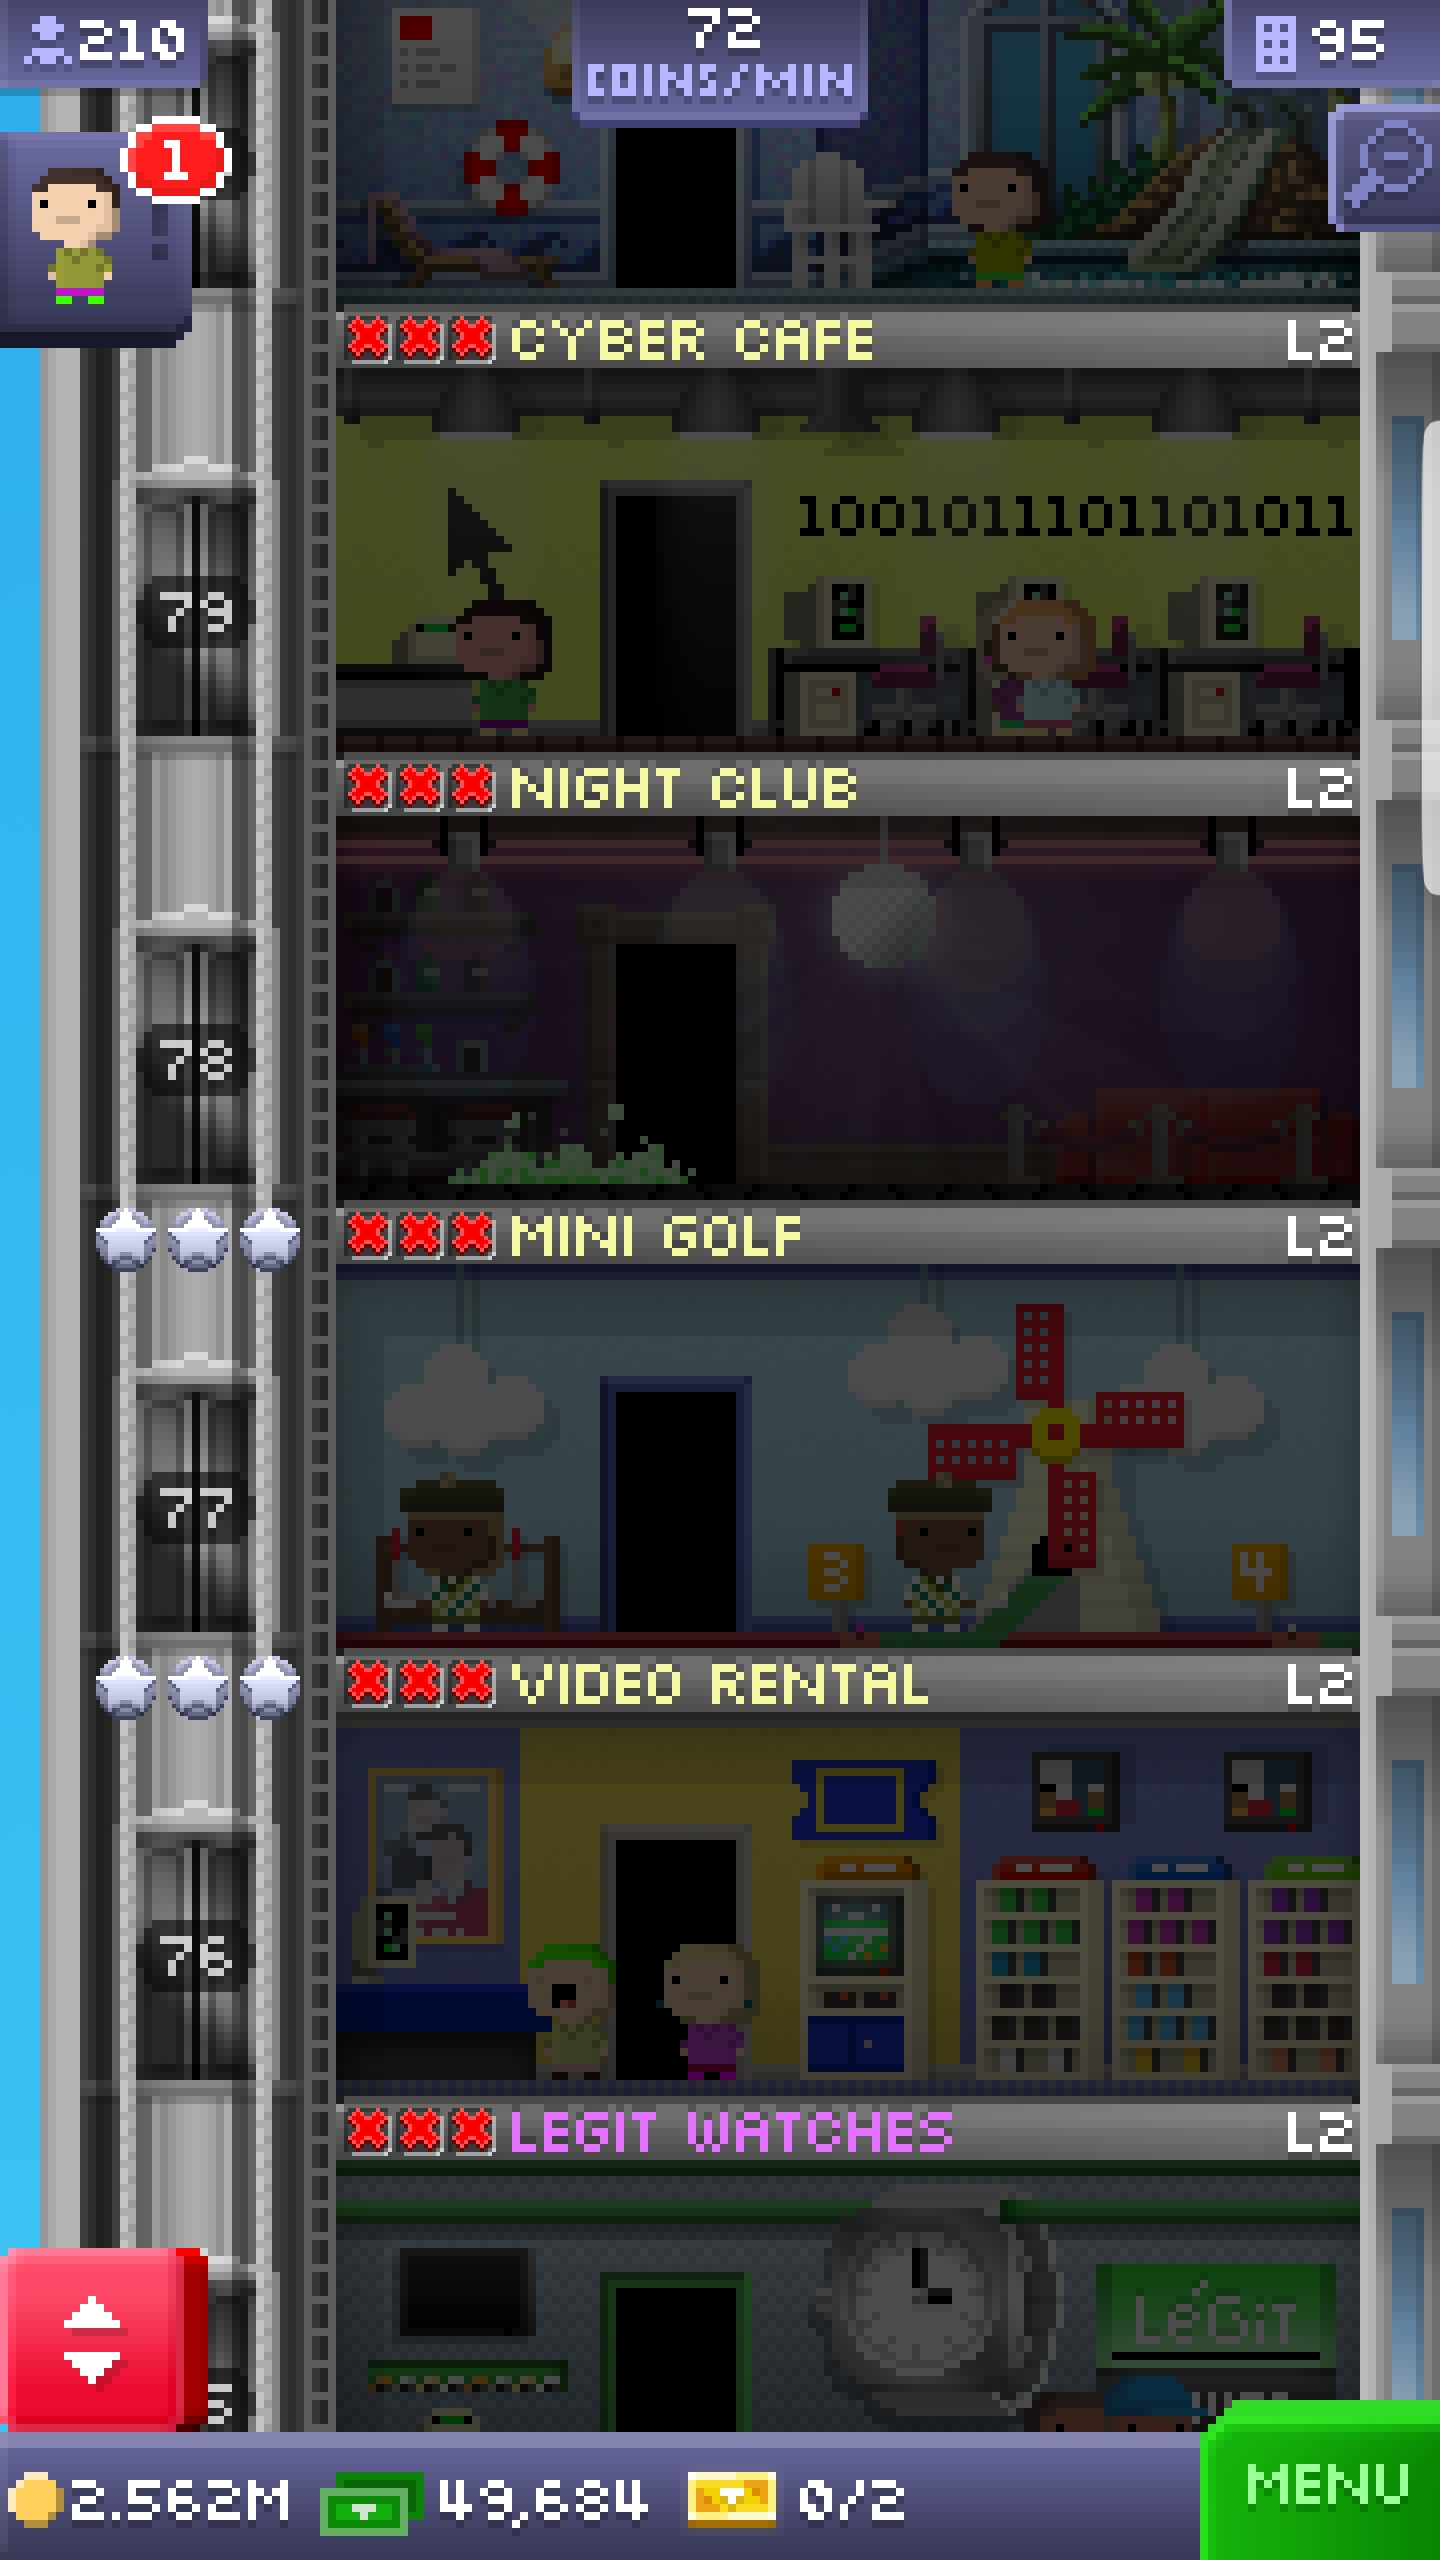 210
72
COINS/MIN
95
1
CYBER CAFE L2
1001011101101011
79
NIGHT CLUB L2
78
MINI GOLF L2
77
3
4
VIDEO RENTAL L2
76
LEGIT WATCHES L2
LéGiT
5
2.562M 49,684 0/2
MENU